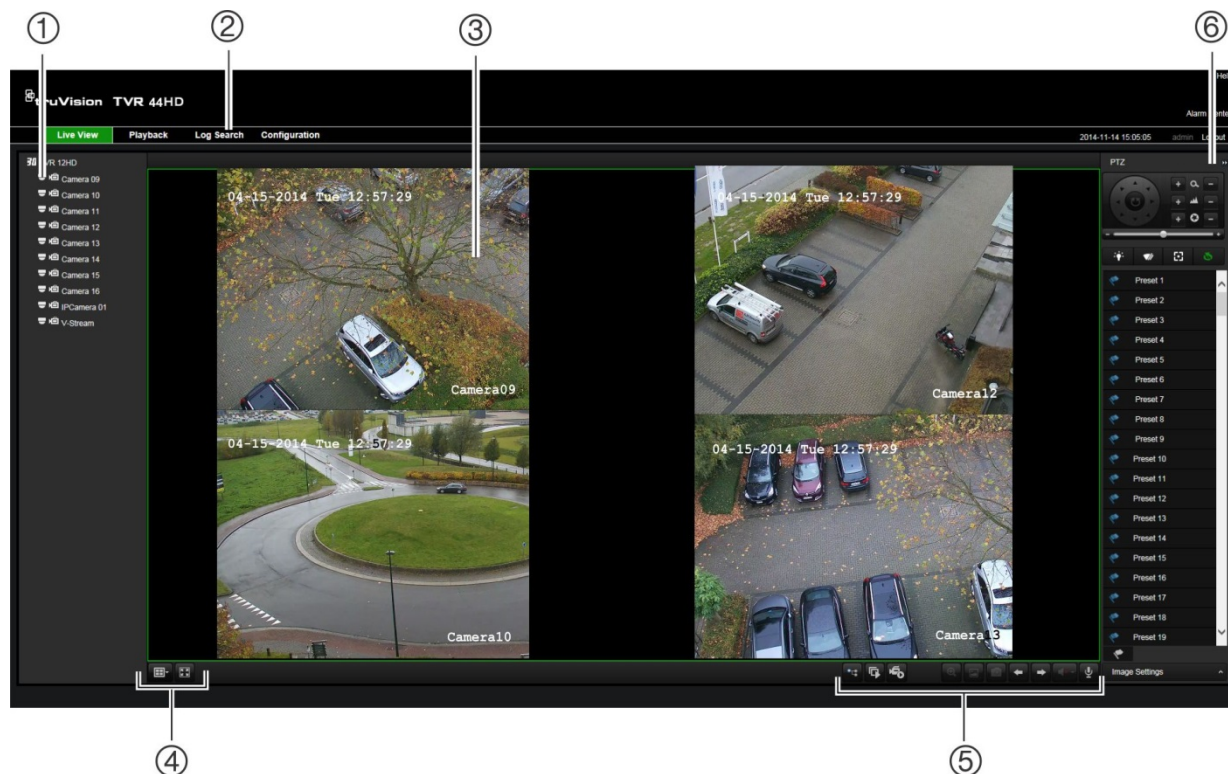 ① ② ③ ⑥
Hel
truVision TVR 44HD
Alarm Cente
Live View Playback Log Search Configuration
2014-11-14 15:05:05 admin Logout
TVR 12HD
Camera 09
Camera 10
Camera 11
Camera 12
Camera 13
Camera 14
Camera 15
Camera 16
IPCamera 01
V-Stream
04-15-2014 Tue 12:57:29
Camera09
04-15-2014 Tue 12:57:29
Camera12
04-15-2014 Tue 12:57:29
Camera10
04-15-2014 Tue 12:57:29
Camera13
PTZ
Preset 1
Preset 2
Preset 3
Preset 4
Preset 5
Preset 6
Preset 7
Preset 8
Preset 9
Preset 10
Preset 11
Preset 12
Preset 13
Preset 14
Preset 15
Preset 16
Preset 17
Preset 18
Preset 19
Image Settings
④ ⑤